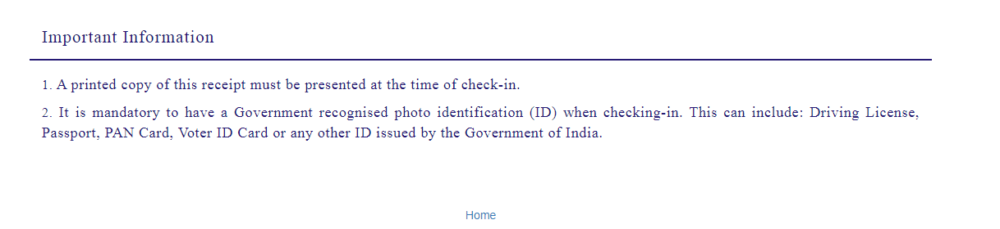 Important Information
1. A printed copy of this receipt must be presented at the time of check-in.
2. It is mandatory to have a Government recognised photo identification (ID) when checking-in. This can include: Driving License,
Passport, PAN Card, Voter ID Card or any other ID issued by the Government of India.
Home